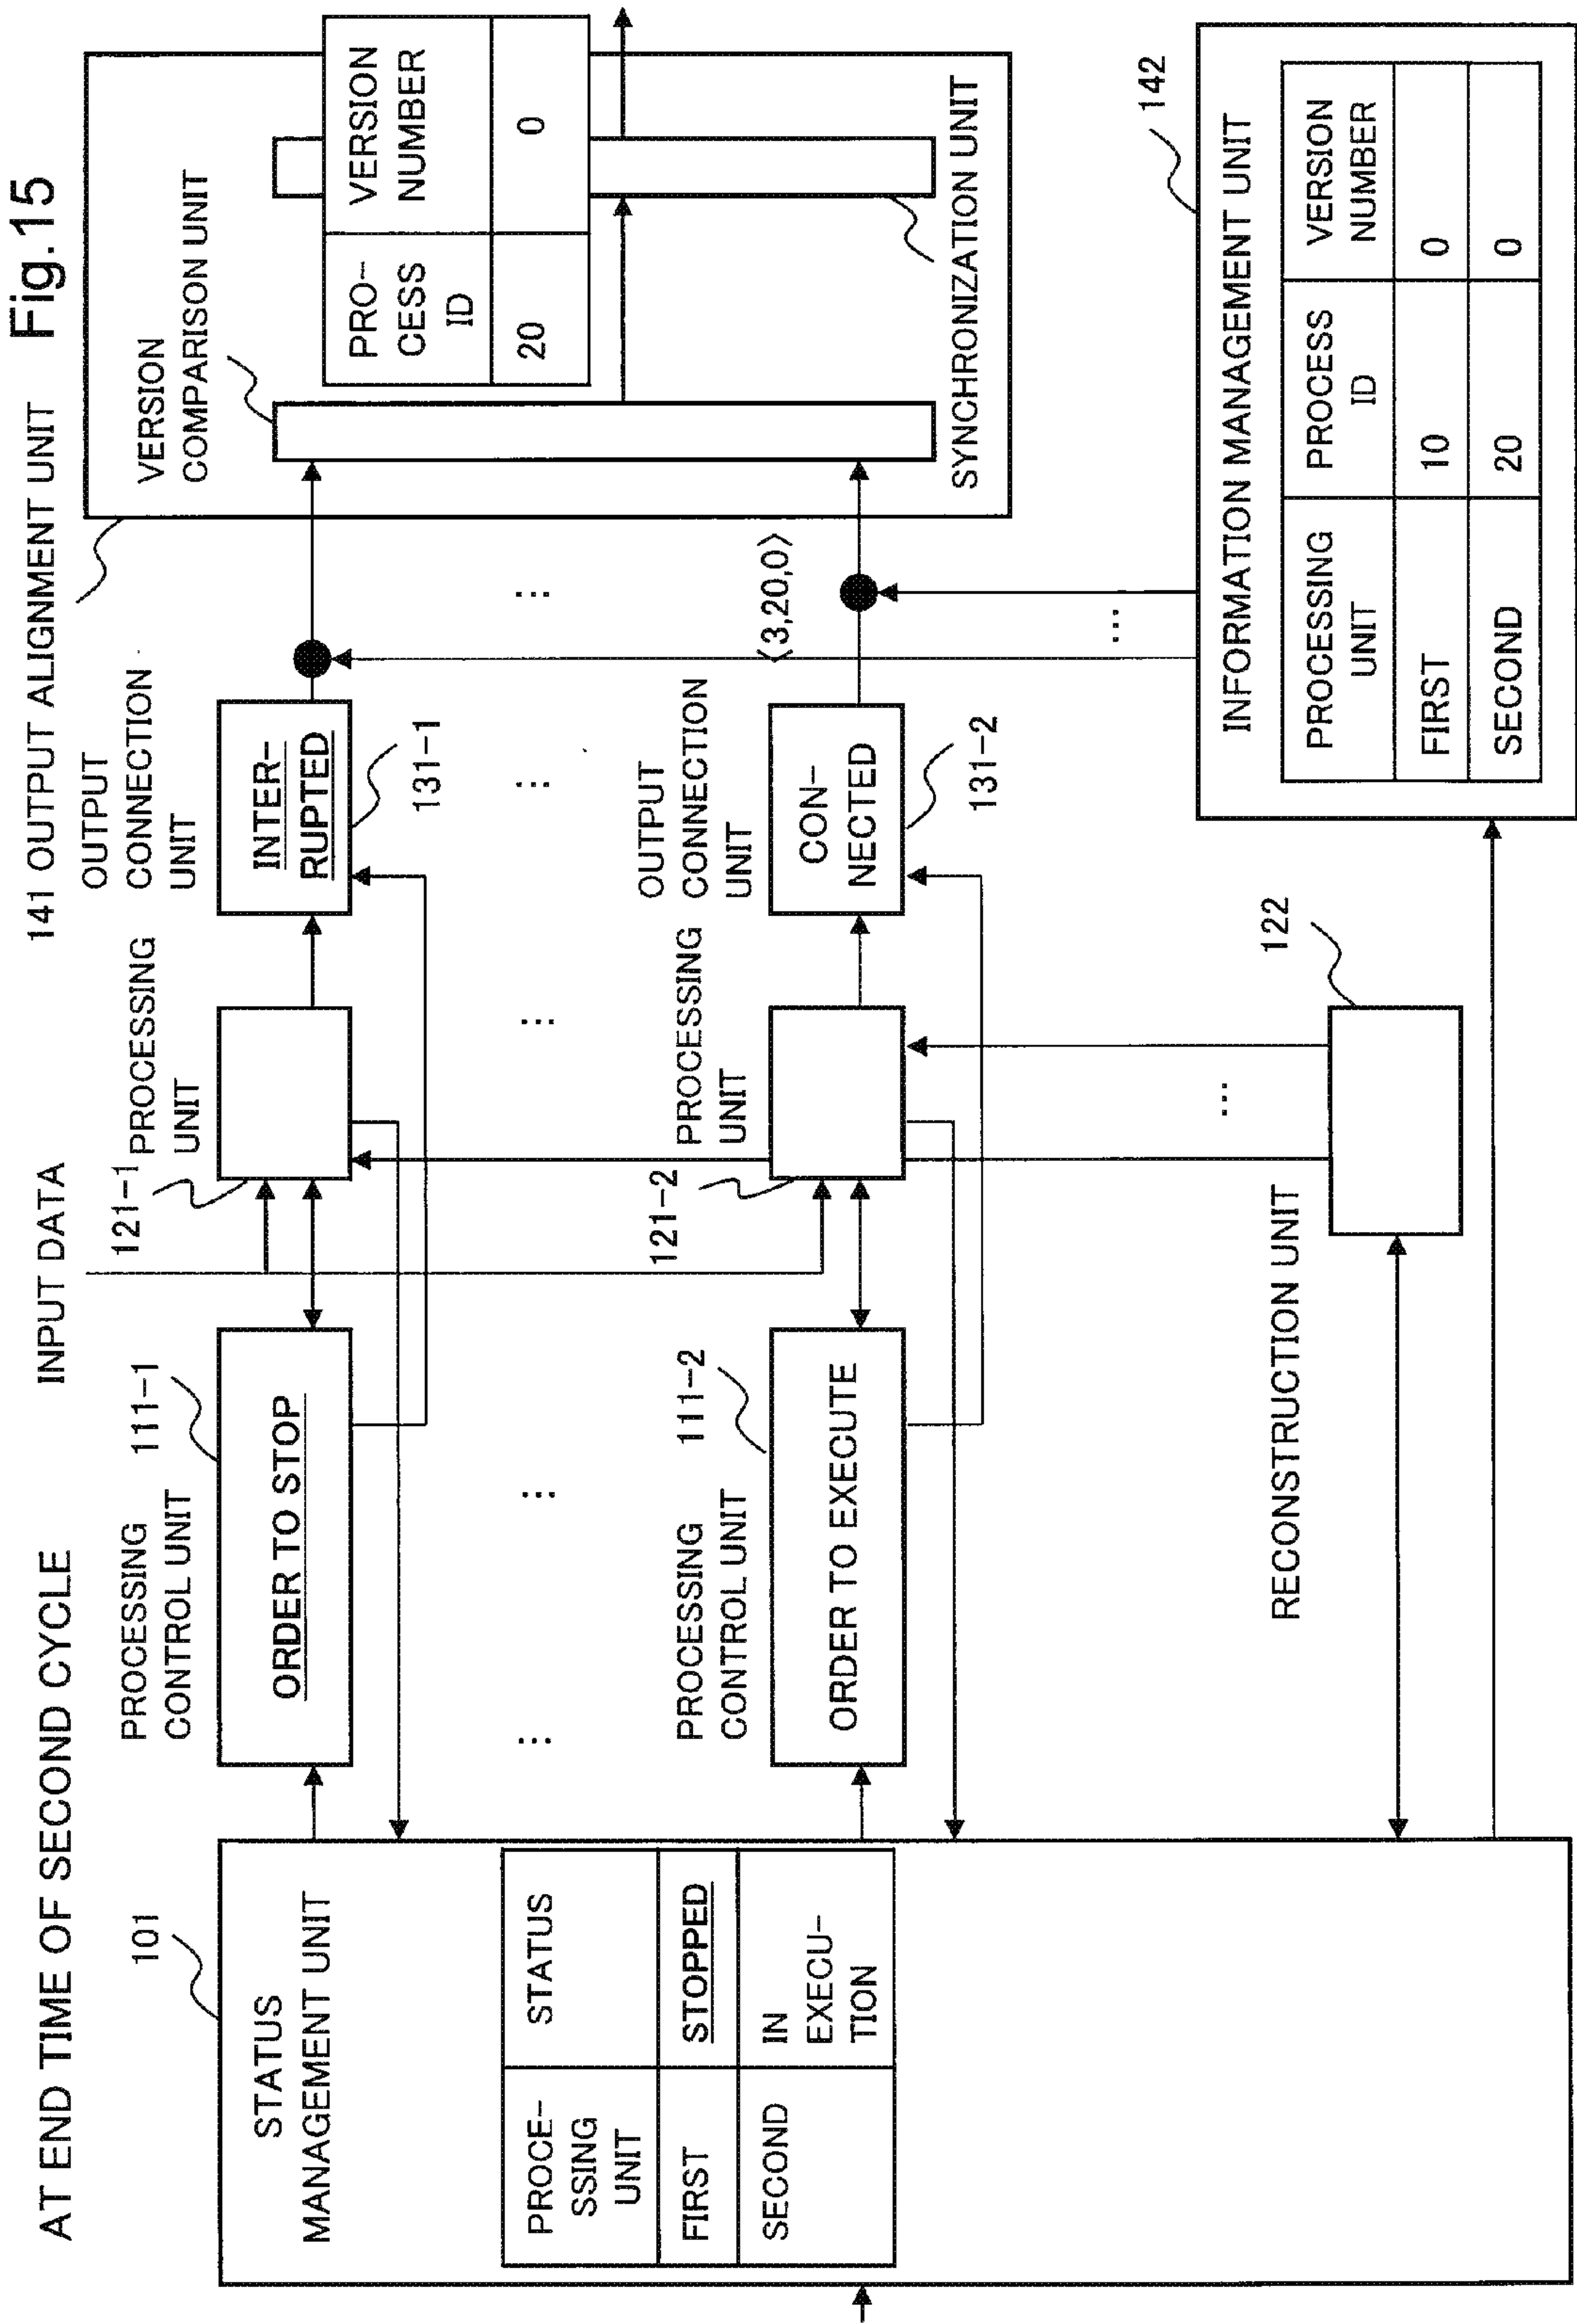 Fig.15
AT END TIME OF SECOND CYCLE
INPUT DATA
141 OUTPUT ALIGNMENT UNIT
101
STATUS
MANAGEMENT UNIT
PROCE-
SSING
UNIT
STATUS
FIRST
STOPPED
SECOND
IN
EXECU-
TION
PROCESSING
CONTROL UNIT
111-1
ORDER TO STOP
121-1
PROCESSING
UNIT
OUTPUT
CONNECTION
UNIT
INTER-
RUPTED
131-1
...
...
...
...
...
PROCESSING
CONTROL UNIT
111-2
ORDER TO EXECUTE
121-2
PROCESSING
UNIT
OUTPUT
CONNECTION
UNIT
CON-
NECTED
131-2
⟨3,20,0⟩
VERSION
COMPARISON UNIT
PRO-
CESS
ID
VERSION
NUMBER
20
0
SYNCHRONIZATION UNIT
...
...
RECONSTRUCTION UNIT
122
142
INFORMATION MANAGEMENT UNIT
PROCESSING
UNIT
PROCESS
ID
VERSION
NUMBER
FIRST
10
0
SECOND
20
0